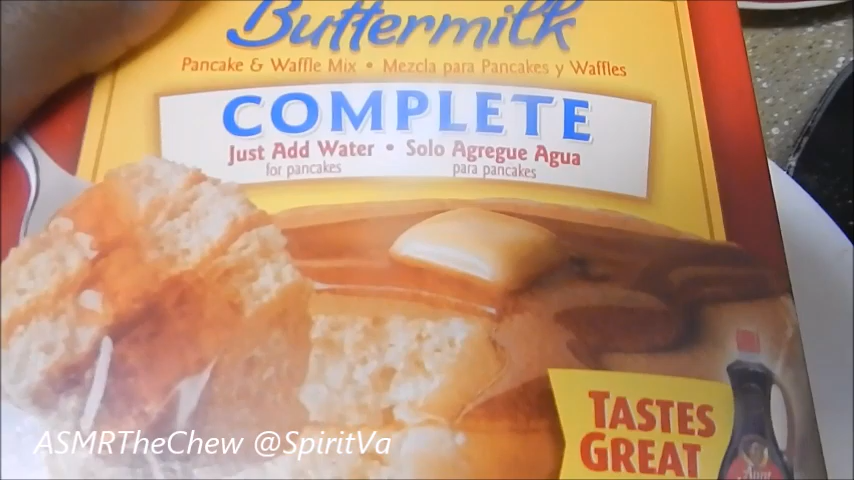 Buttermilk
Pancake & Waffle Mix • Mezcla para Pancakes y Waffles
COMPLETE
Just Add Water • Solo Agregue Agua
for pancakes para pancakes
TASTES
GREAT
Aunt
ASMRTheChew @SpiritVa